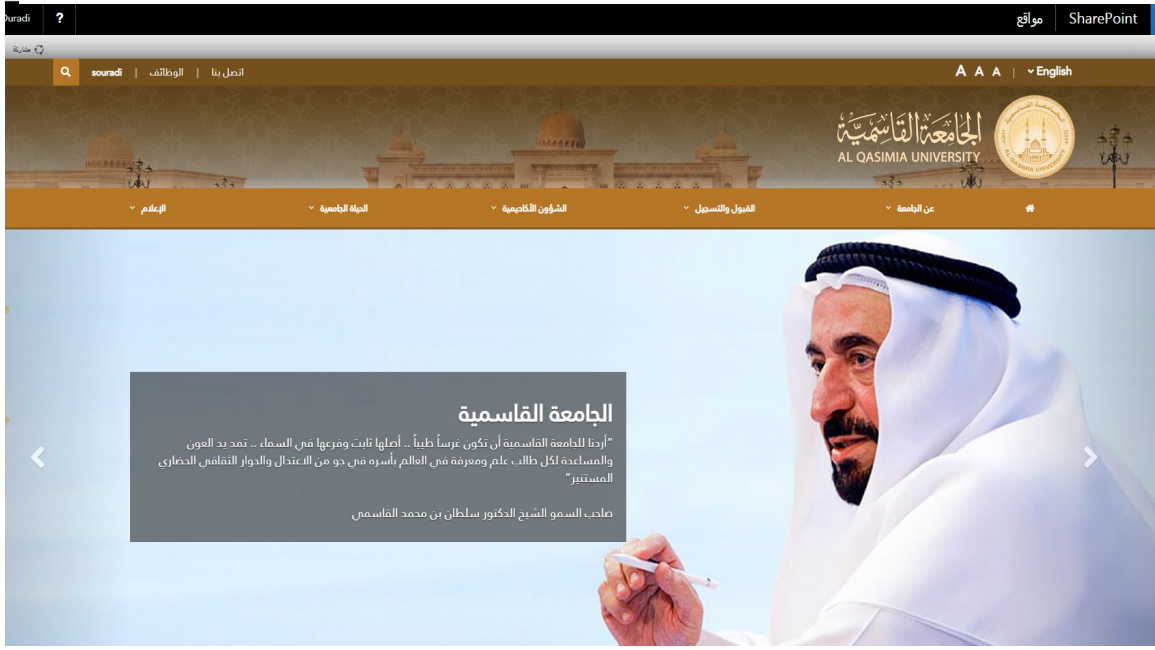 SharePoint مواقع ? Ouradi
مشاركة
English A A A | اتصل بنا | الوظائف | souradi
الجامعة القاسمية
AL QASIMIA UNIVERSITY
عن الجامعة القبول والتسجيل الشؤون الأكاديمية الحياة الجامعية الإعلام
الجامعة القاسمية
"أردنا للجامعة القاسمية أن تكون غرساً طيباً .. أصلها ثابت وفرعها في السماء .. تمد يد العون
والمساعدة لكل طالب علم ومعرفة في العالم بأسره في جو من الاعتدال والحوار الثقافي الحضاري
المستنير"
صاحب السمو الشيخ الدكتور سلطان بن محمد القاسمي